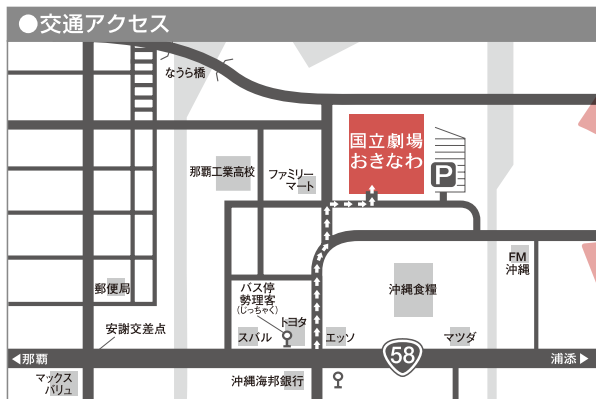 ●交通アクセス
なうら橋
国立劇場
おきなわ
P
那覇工業高校
ファミリー
マート
FM
沖縄
郵便局
バス停
勢理客
(じっちゃく)
沖縄食糧
トヨタ
安謝交差点
スバル
エッソ
マツダ
58
◀那覇
浦添▶
マックス
バリュ
沖縄海邦銀行